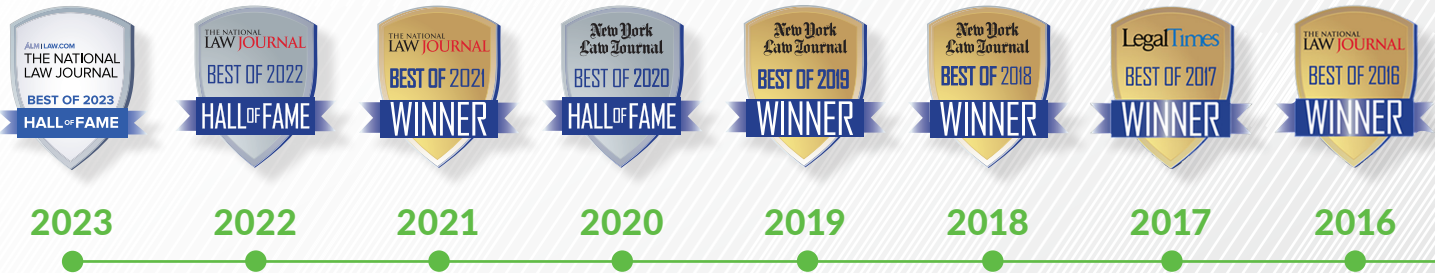 ALM|LAW.COM
THE NATIONAL
LAW JOURNAL
BEST OF 2023
HALL OF FAME
THE NATIONAL
LAW JOURNAL
BEST OF 2022
HALL OF FAME
THE NATIONAL
LAW JOURNAL
BEST OF 2021
WINNER
New York
Law Journal
BEST OF 2020
HALL OF FAME
New York
Law Journal
BEST OF 2019
WINNER
New York
Law Journal
BEST OF 2018
WINNER
LegalTimes
BEST OF 2017
WINNER
THE NATIONAL
LAW JOURNAL
BEST OF 2016
WINNER
2023 2022 2021 2020 2019 2018 2017 2016